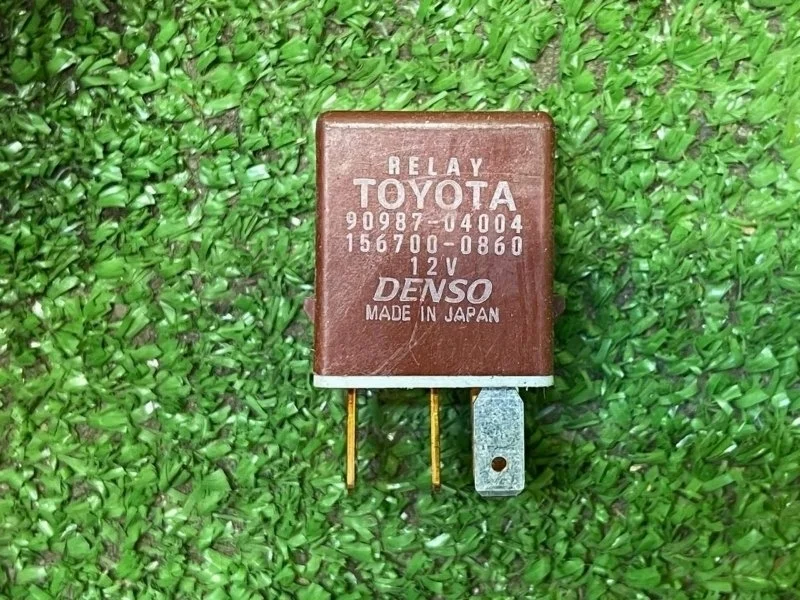 RELAY
TOYOTA
90987-04004
156700-0860
12V
DENSO
MADE IN JAPAN